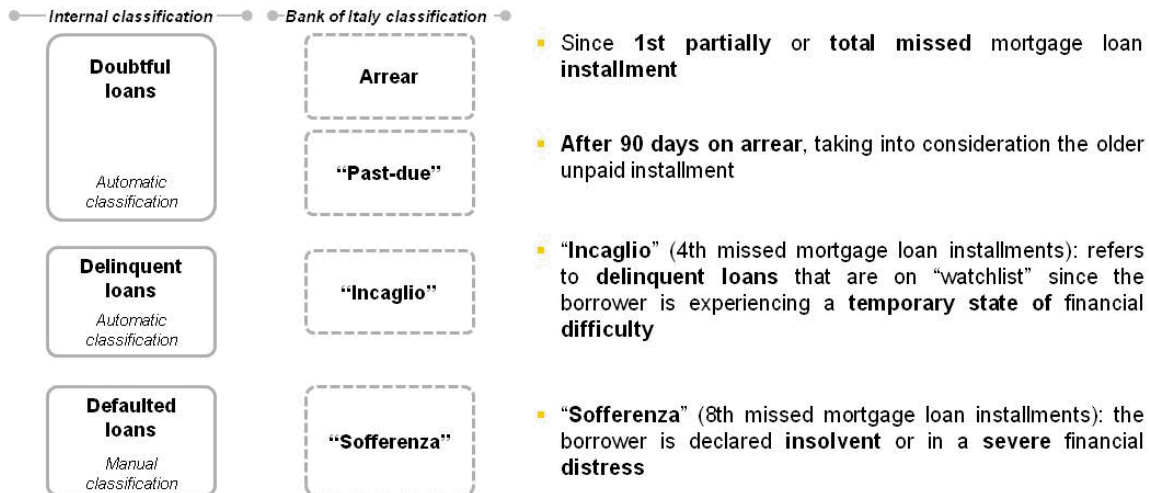 Internal classification
Bank of Italy classification
Doubtful
loans
Automatic
classification
Arrear
Since 1st partially or total missed mortgage loan
installment
“Past-due”
After 90 days on arrear, taking into consideration the older
unpaid installment
Delinquent
loans
Automatic
classification
“Incaglio”
“Incaglio” (4th missed mortgage loan installments): refers
to delinquent loans that are on “watchlist” since the
borrower is experiencing a temporary state of financial
difficulty
Defaulted
loans
Manual
classification
“Sofferenza”
“Sofferenza” (8th missed mortgage loan installments): the
borrower is declared insolvent or in a severe financial
distress